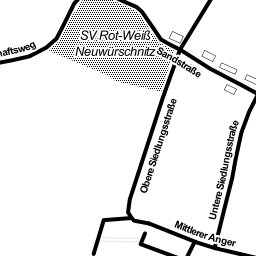 SV Rot-Weiß
Neuwürschnitz
Sandstraße
haftsweg
Obere Siedlungsstraße
Untere Siedlungsstraße
Mittlerer Anger